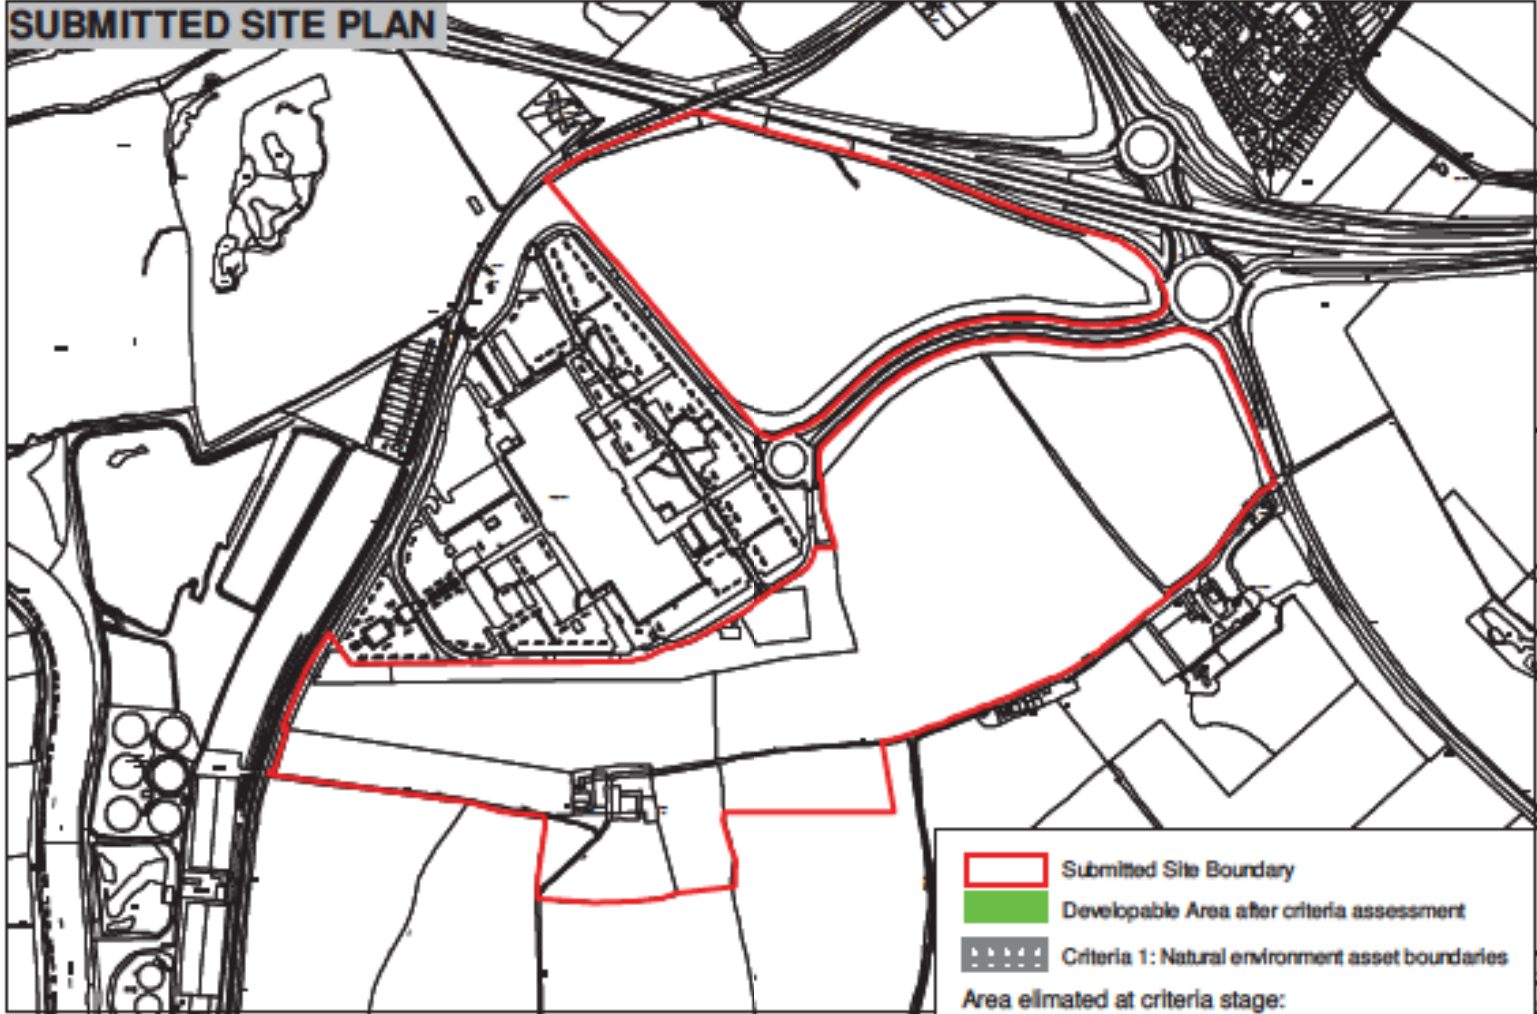 SUBMITTED SITE PLAN
Submitted Site Boundary
Developable Area after criteria assessment
Criteria 1: Natural environment asset boundaries
Area elimated at criteria stage: